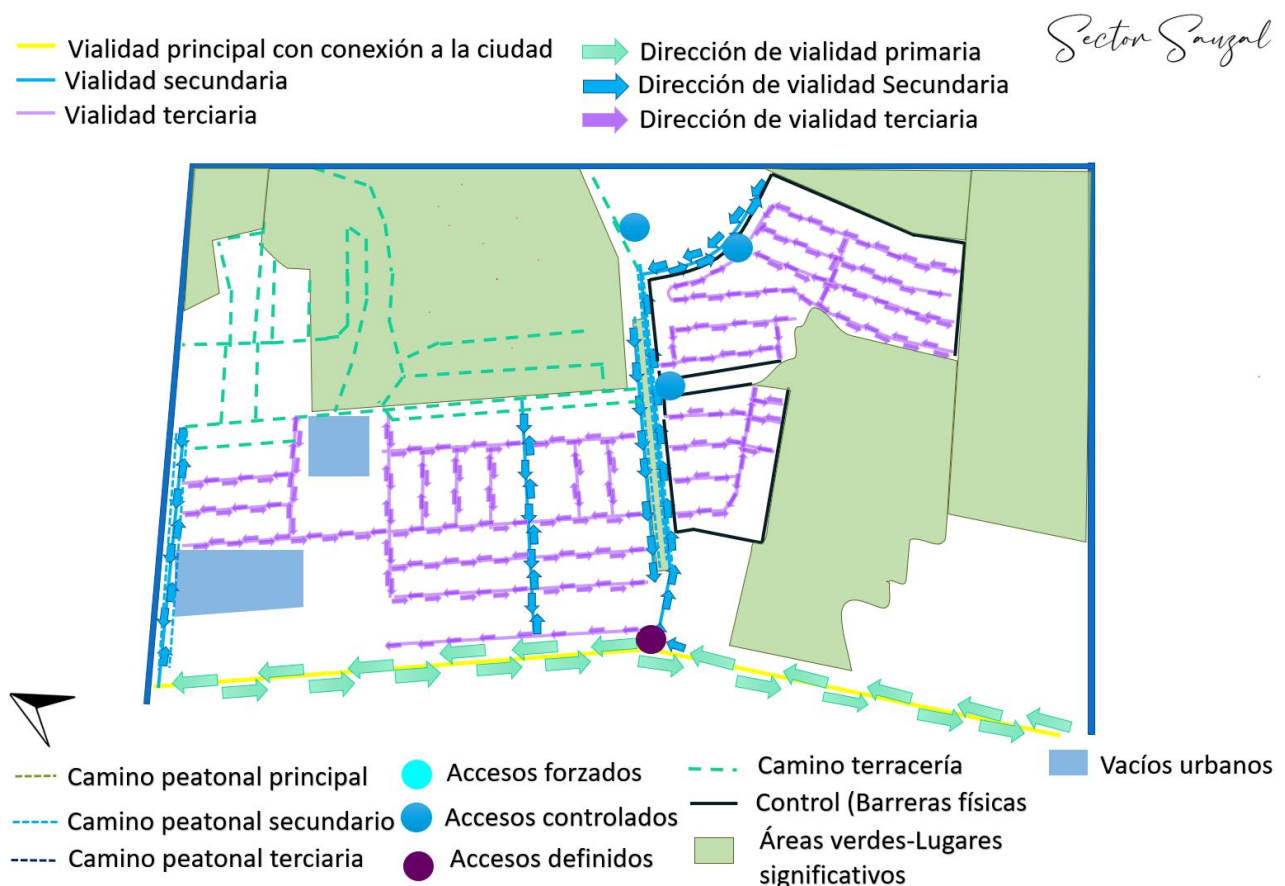 Sector Sauzal
Vialidad principal con conexión a la ciudad
Vialidad secundaria
Vialidad terciaria
Dirección de vialidad primaria
Dirección de vialidad Secundaria
Dirección de vialidad terciaria
Camino peatonal principal
Camino peatonal secundario
Camino peatonal terciaria
Accesos forzados
Accesos controlados
Accesos definidos
Camino terracería
Control (Barreras físicas
Áreas verdes-Lugares
significativos
Vacíos urbanos